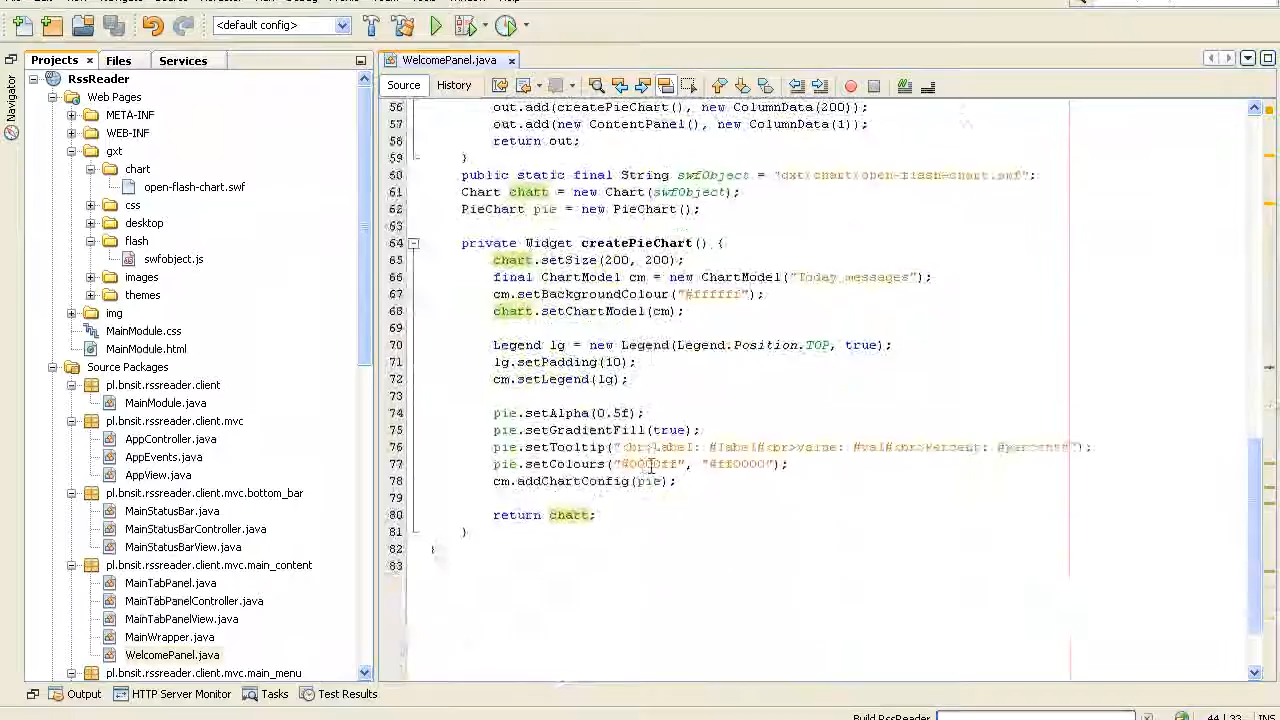 <default config>
Projects
Files
Services
WelcomePanel.java
Navigator
Source
History
RssReader
Web Pages
META-INF
WEB-INF
gxt
chart
open-flash-chart.swf
css
desktop
flash
swfobject.js
images
themes
img
MainModule.css
MainModule.html
Source Packages
pl.bnsit.rssreader.client
MainModule.java
pl.bnsit.rssreader.client.mvc
AppController.java
AppEvents.java
AppView.java
pl.bnsit.rssreader.client.mvc.bottom_bar
MainStatusBar.java
MainStatusBarController.java
MainStatusBarView.java
pl.bnsit.rssreader.client.mvc.main_content
MainTabPanel.java
MainTabPanelController.java
MainTabPanelView.java
MainWrapper.java
WelcomePanel.java
pl.bnsit.rssreader.client.mvc.main_menu
56 out.add(createPieChart(), new ColumnData(200));
57 out.add(new ContentPanel(), new ColumnData(1));
58 return out;
59 }
60 public static final String swfObject =
61 Chart chart = new Chart(swfObject);
62 PieChart pie = new PieChart();
63
64 private Widget createPieChart() {
65 chart.setSize(200, 200);
66 final ChartModel cm = new ChartModel("Today messages");
67 cm.setBackgroundColour("#ffffff");
68 chart.setChartModel(cm);
69
70 Legend lg = new Legend(Legend.Position.TOP, true);
71 lg.setPadding(10);
72 cm.setLegend(lg);
73
74 pie.setAlpha(0.5f);
75 pie.setGradientFill(true);
76 pie.setTooltip(
77 pie.setColours("#0000ff", "#ff0000");
78 cm.addChartConfig(pie);
79
80 return chart;
81 }
82 }
83
Output
HTTP Server Monitor
Tasks
Test Results
Build RssReader